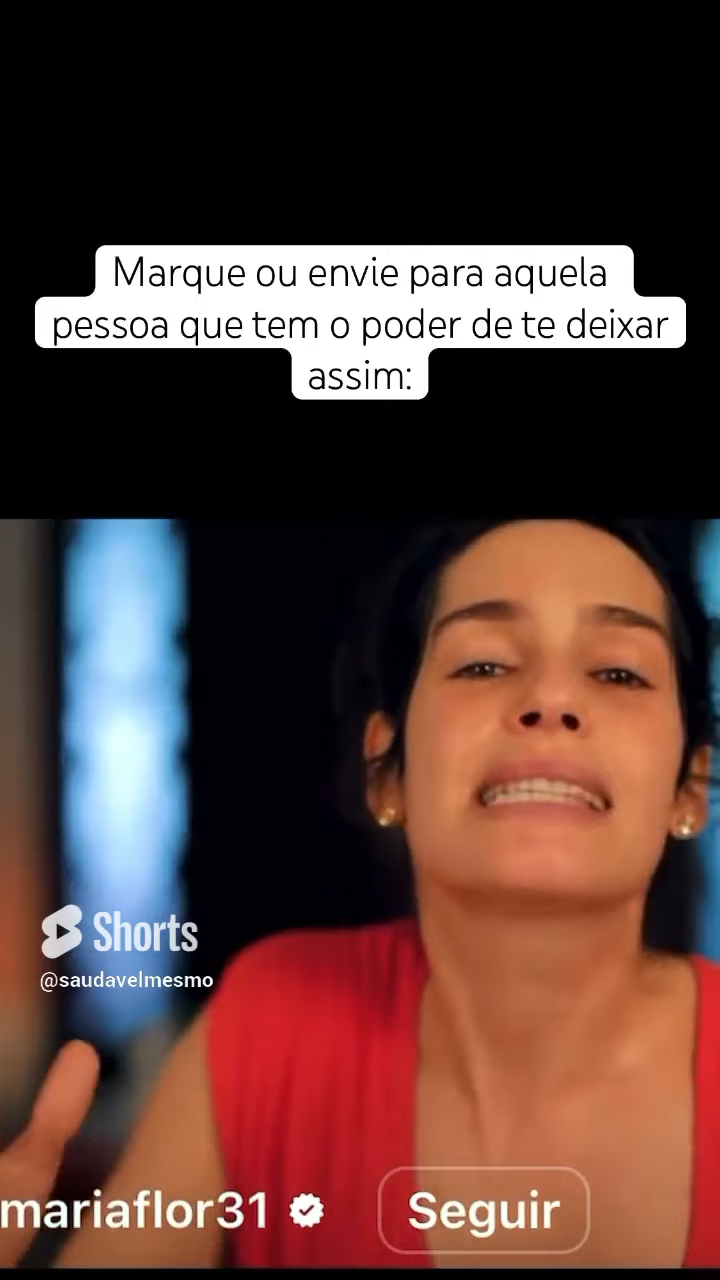 Marque ou envie para aquela
pessoa que tem o poder de te deixar
assim:
Shorts
@saudavelmesmo
mariaflor31
Seguir